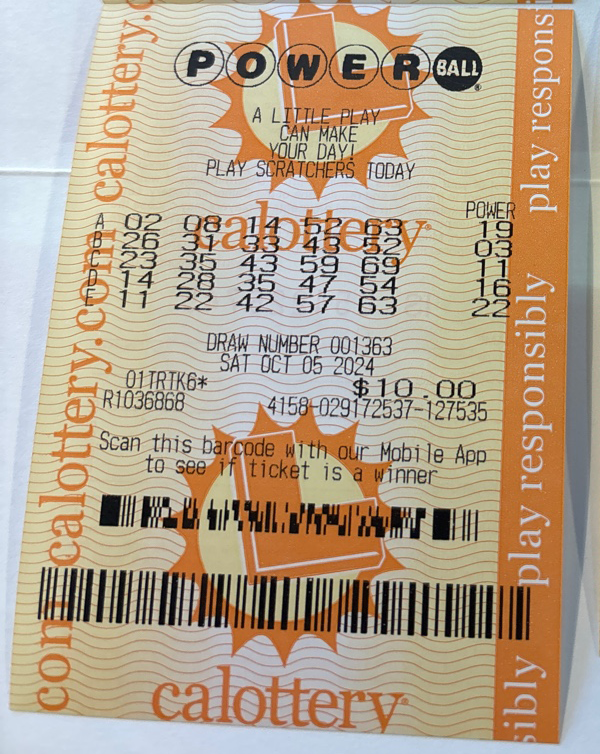 POWERBALL
A LITTLE PLAY
CAN MAKE
YOUR DAY!
PLAY SCRATCHERS TODAY
calottery
POWER
A 02 08 14 52 63 19
B 26 31 33 43 52 03
C 23 35 43 59 69 11
D 14 28 35 47 54 16
E 11 22 42 57 63 22
DRAW NUMBER 001363
SAT OCT 05 2024
01TRTK6* $10.00
R1036868 4158-029172537-127535
Scan this barcode with our Mobile App
to see if ticket is a winner
calottery
com calottery.com calottery.c
sibly play responsibly play respons